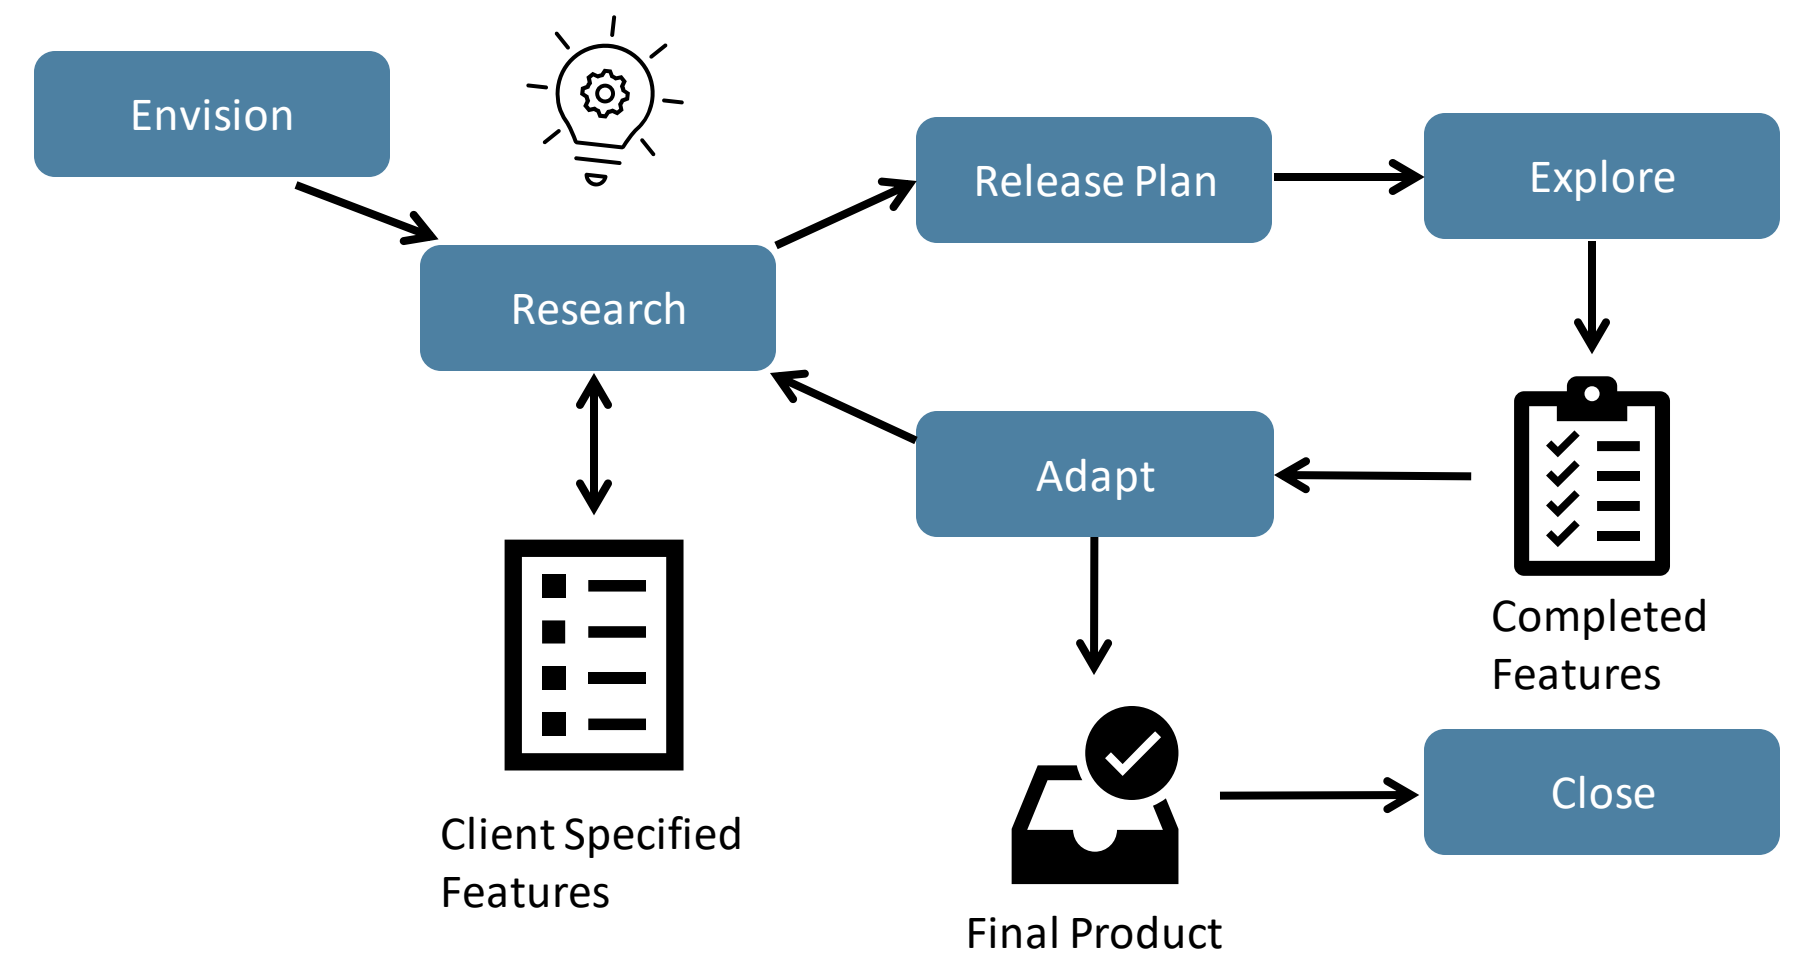 Envision
Release Plan
Explore
Research
Adapt
Completed
Features
Close
Client Specified
Features
Final Product